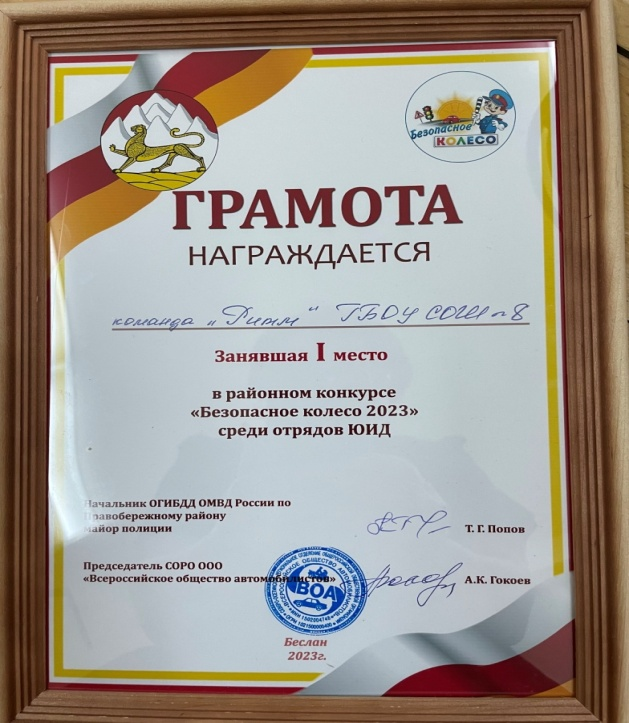 Безопасное
КОЛЕСО
ГРАМОТА
НАГРАЖДАЕТСЯ
команда „Ритм“ ГБОУ СОШ №8
Занявшая I место
в районном конкурсе
«Безопасное колесо 2023»
среди отрядов ЮИД
Начальник ОГИБДД ОМВД России по
Правобережному району
майор полиции
Т. Г. Попов
Председатель СОРО ООО
«Всероссийское общество автомобилистов»
А.К. Гокоев
ВОА
Беслан
2023г.